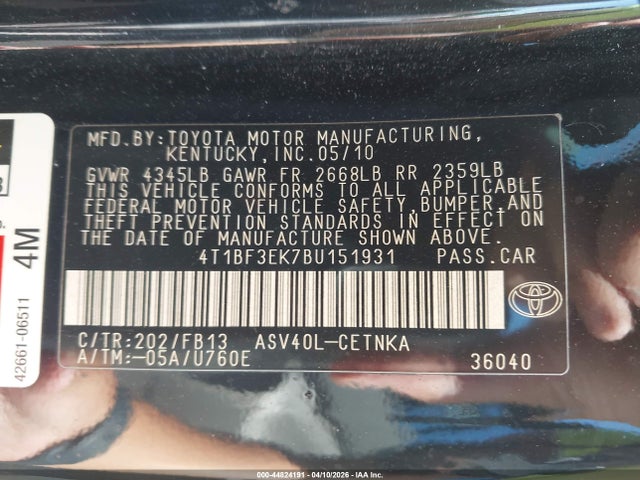 MFD.BY:TOYOTA MOTOR MANUFACTURING,
KENTUCKY,INC.05/10
GVWR 4345LB GAWR FR 2668LB RR 2359LB
THIS VEHICLE CONFORMS TO ALL APPLICABLE
FEDERAL MOTOR VEHICLE SAFETY, BUMPER,AND
THEFT PREVENTION STANDARDS IN EFFECT ON
THE DATE OF MANUFACTURE SHOWN ABOVE.
4T1BF3EK7BU151931 PASS.CAR
C/TR:202/FB13 ASV40L-CETNKA
A/TM:-05A/U760E 36040
4M
42661-06511
000-44824191 - 04/10/2026 - IAA Inc.